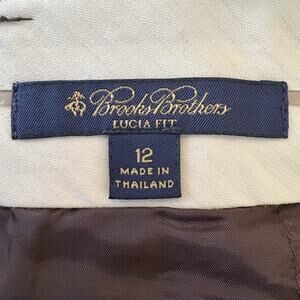 Brooks Brothers
LUCIA FIT
12
MADE IN
THAILAND